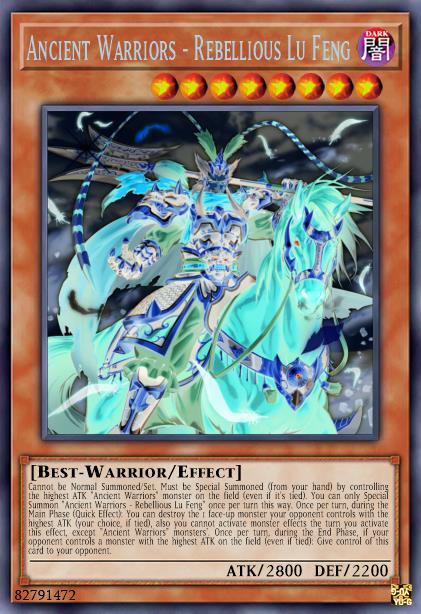 Ancient Warriors - Rebellious Lu Feng
DARK
闇
[Best-Warrior/Effect]
Cannot be Normal Summoned/Set. Must be Special Summoned (from your hand) by controlling
the highest ATK "Ancient Warriors" monster on the field (even if it's tied). You can only Special
Summon "Ancient Warriors - Rebellious Lu Feng" once per turn this way. Once per turn, during the
Main Phase (Quick Effect): You can destroy the 1 face-up monster your opponent controls with the
highest ATK (your choice, if tied), also you cannot activate monster effects the turn you activate
this effect, except "Ancient Warriors" monsters'. Once per turn, during the End Phase, if your
opponent controls a monster with the highest ATK on the field (even if tied): Give control of this
card to your opponent.
ATK/2800 DEF/2200
82791472